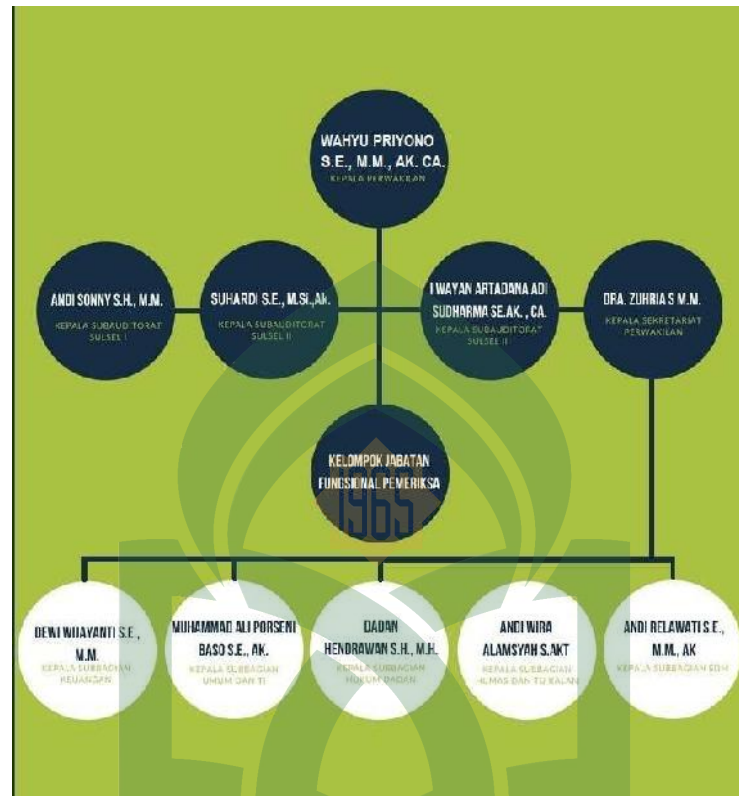 WAHYU PRIYONO
S.E., M.M., AK. CA.
KEPALA PERWAKILAN
ANDI SONNY S.H., M.M.
KEPALA SUBAUDITORAT
SULSEL I
SUHARDI S.E., M.Si.,Ak.
KEPALA SUBAUDITORAT
SULSEL II
I WAYAN ARTADANA ADI
SUDHARMA SE.AK. , CA.
KEPALA SUBAUDITORAT
SULSEL II
DRA. ZUHRIA S M.M.
KEPALA SEKRETARIAT
PERWAKILAN
KELOMPOK JABATAN
FUNGSIONAL PEMERIKSA
1965
DEWI WIJAYANTI S.E ,
M.M.
KEPALA SUBBAGIAN
KEUANGAN
MUHAMMAD ALI PORSENI
BASO S.E., AK.
KEPALA SUBBAGIAN
UMUM DAN TI
DADAN
HENDRAWAN S.H., M.H.
KEPALA SUBBAGIAN
HUKUM
ANDI WIRA
ALAMSYAH S.AKT
KEPALA SUBBAGIAN
HUMAS DAN TU KALAN
ANDI RELAWATI S.E.,
M.M., AK
KEPALA SUBBAGIAN SDM